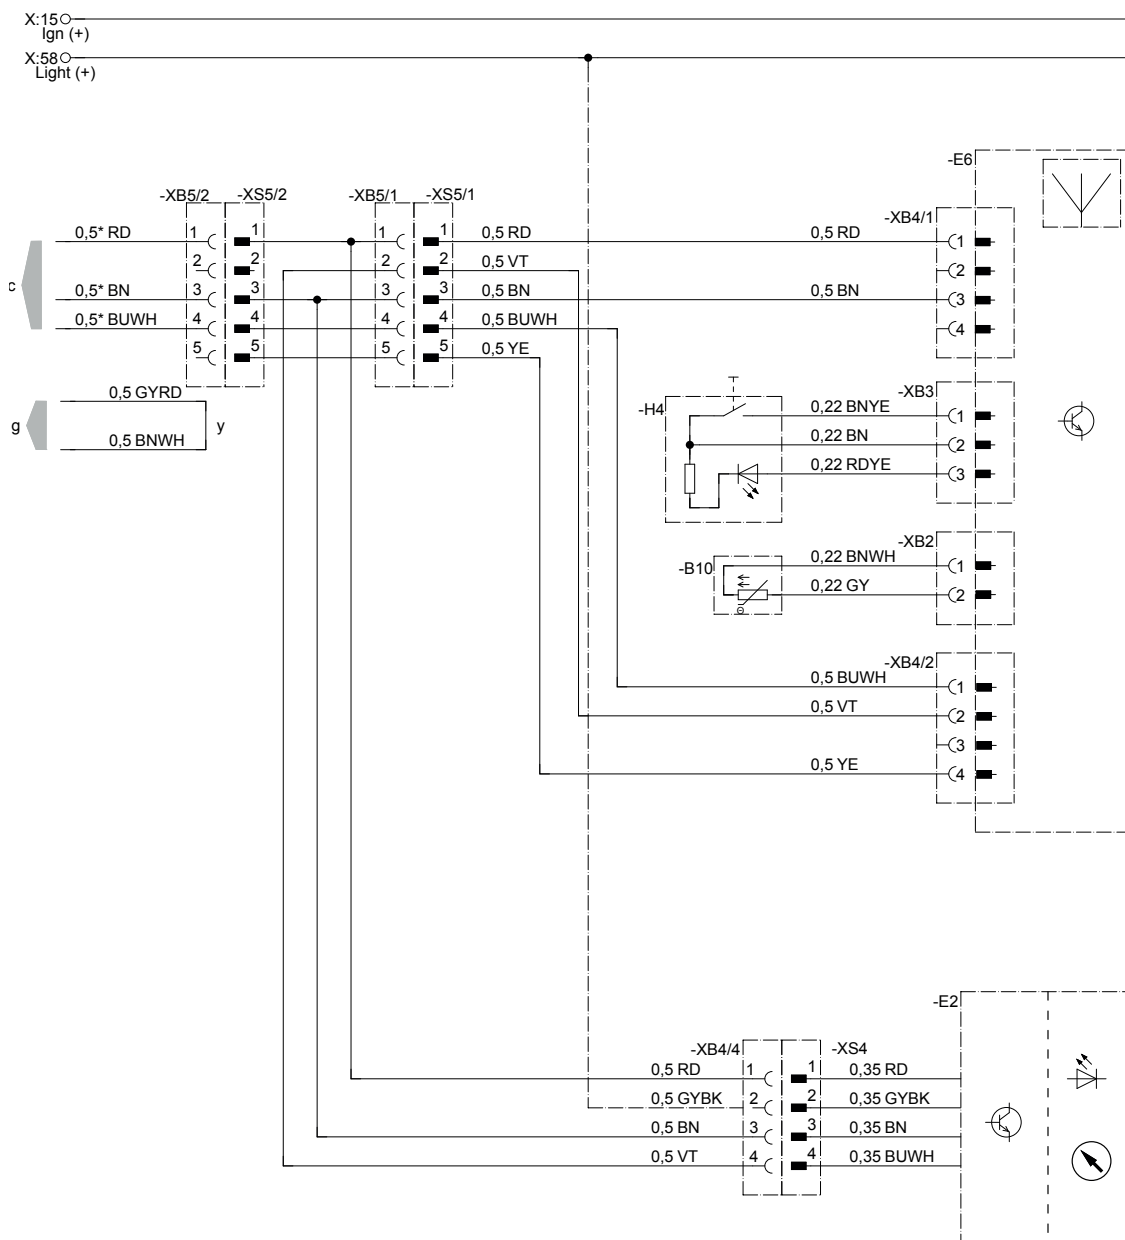 X:15
Ign (+)
X:58
Light (+)
-E6
-XB5/2 -XS5/2 -XB5/1 -XS5/1
-XB4/1
0,5* RD 1 1 1 1 0,5 RD 0,5 RD 1
2 2 2 2 0,5 VT 2
c 0,5* BN 3 3 3 3 0,5 BN 0,5 BN 3
0,5* BUWH 4 4 4 4 0,5 BUWH 4
5 5 5 5 0,5 YE
0,5 GYRD
g y
0,5 BNWH
-XB3
-H4 0,22 BNYE 1
0,22 BN 2
0,22 RDYE 3
-XB2
-B10 0,22 BNWH 1
0,22 GY 2
-XB4/2
0,5 BUWH 1
0,5 VT 2
3
0,5 YE 4
-E2
-XB4/4 -XS4
0,5 RD 1 1 0,35 RD
0,5 GYBK 2 2 0,35 GYBK
0,5 BN 3 3 0,35 BN
0,5 VT 4 4 0,35 BUWH